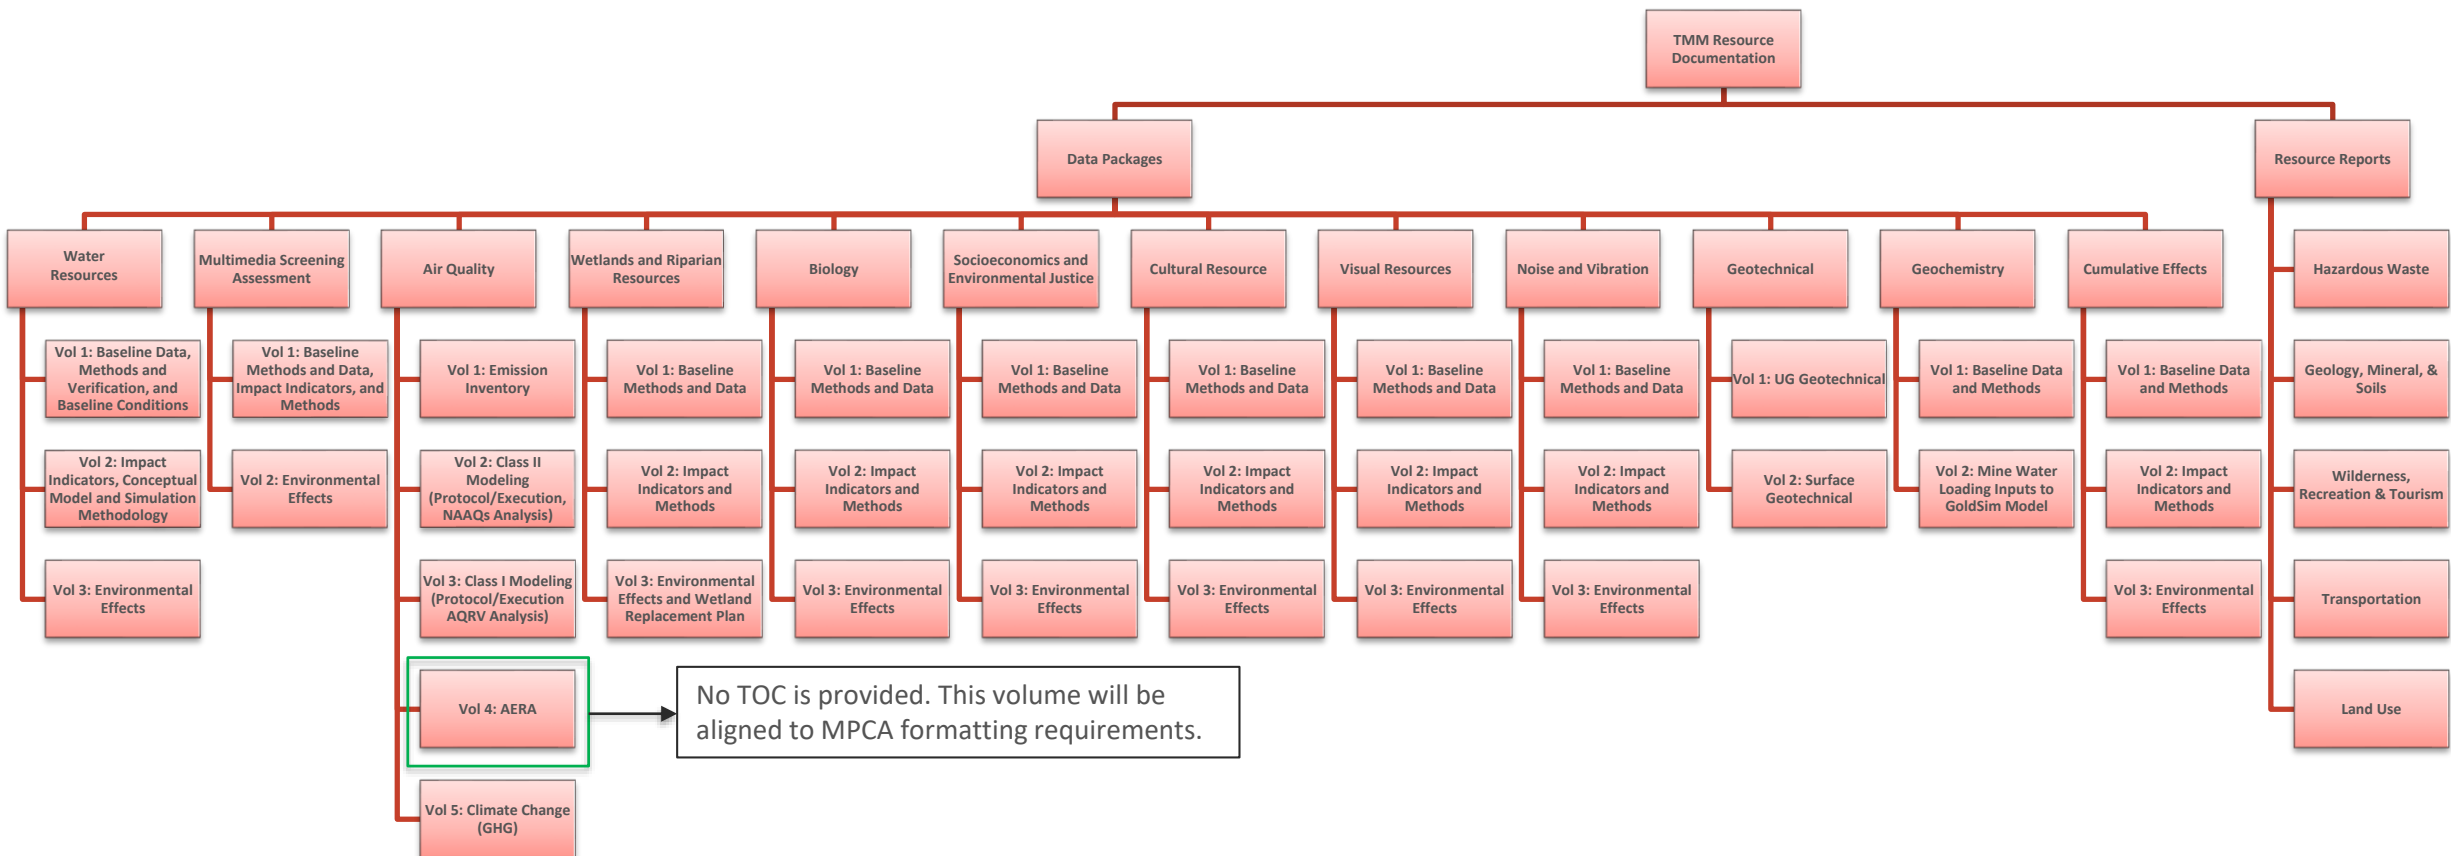 TMM Resource
Documentation
Data Packages
Resource Reports
Water
Resources
Multimedia Screening
Assessment
Air Quality
Wetlands and Riparian
Resources
Biology
Socioeconomics and
Environmental Justice
Cultural Resource
Visual Resources
Noise and Vibration
Geotechnical
Geochemistry
Cumulative Effects
Hazardous Waste
Vol 1: Baseline Data,
Methods and
Verification, and
Baseline Conditions
Vol 1: Baseline
Methods and Data,
Impact Indicators, and
Methods
Vol 1: Emission
Inventory
Vol 1: Baseline
Methods and Data
Vol 1: Baseline
Methods and Data
Vol 1: Baseline
Methods and Data
Vol 1: Baseline
Methods and Data
Vol 1: Baseline
Methods and Data
Vol 1: Baseline
Methods and Data
Vol 1: UG Geotechnical
Vol 1: Baseline Data
and Methods
Vol 1: Baseline Data
and Methods
Geology, Mineral, &
Soils
Vol 2: Impact
Indicators, Conceptual
Model and Simulation
Methodology
Vol 2: Environmental
Effects
Vol 2: Class II
Modeling
(Protocol/Execution,
NAAQs Analysis)
Vol 2: Impact
Indicators and
Methods
Vol 2: Impact
Indicators and
Methods
Vol 2: Impact
Indicators and
Methods
Vol 2: Impact
Indicators and
Methods
Vol 2: Impact
Indicators and
Methods
Vol 2: Impact
Indicators and
Methods
Vol 2: Surface
Geotechnical
Vol 2: Mine Water
Loading Inputs to
GoldSim Model
Vol 2: Impact
Indicators and
Methods
Wilderness,
Recreation & Tourism
Vol 3: Environmental
Effects
Vol 3: Class I Modeling
(Protocol/Execution
AQRV Analysis)
Vol 3: Environmental
Effects and Wetland
Replacement Plan
Vol 3: Environmental
Effects
Vol 3: Environmental
Effects
Vol 3: Environmental
Effects
Vol 3: Environmental
Effects
Vol 3: Environmental
Effects
Vol 3: Environmental
Effects
Transportation
Vol 4: AERA
No TOC is provided. This volume will be
aligned to MPCA formatting requirements.
Land Use
Vol 5: Climate Change
(GHG)